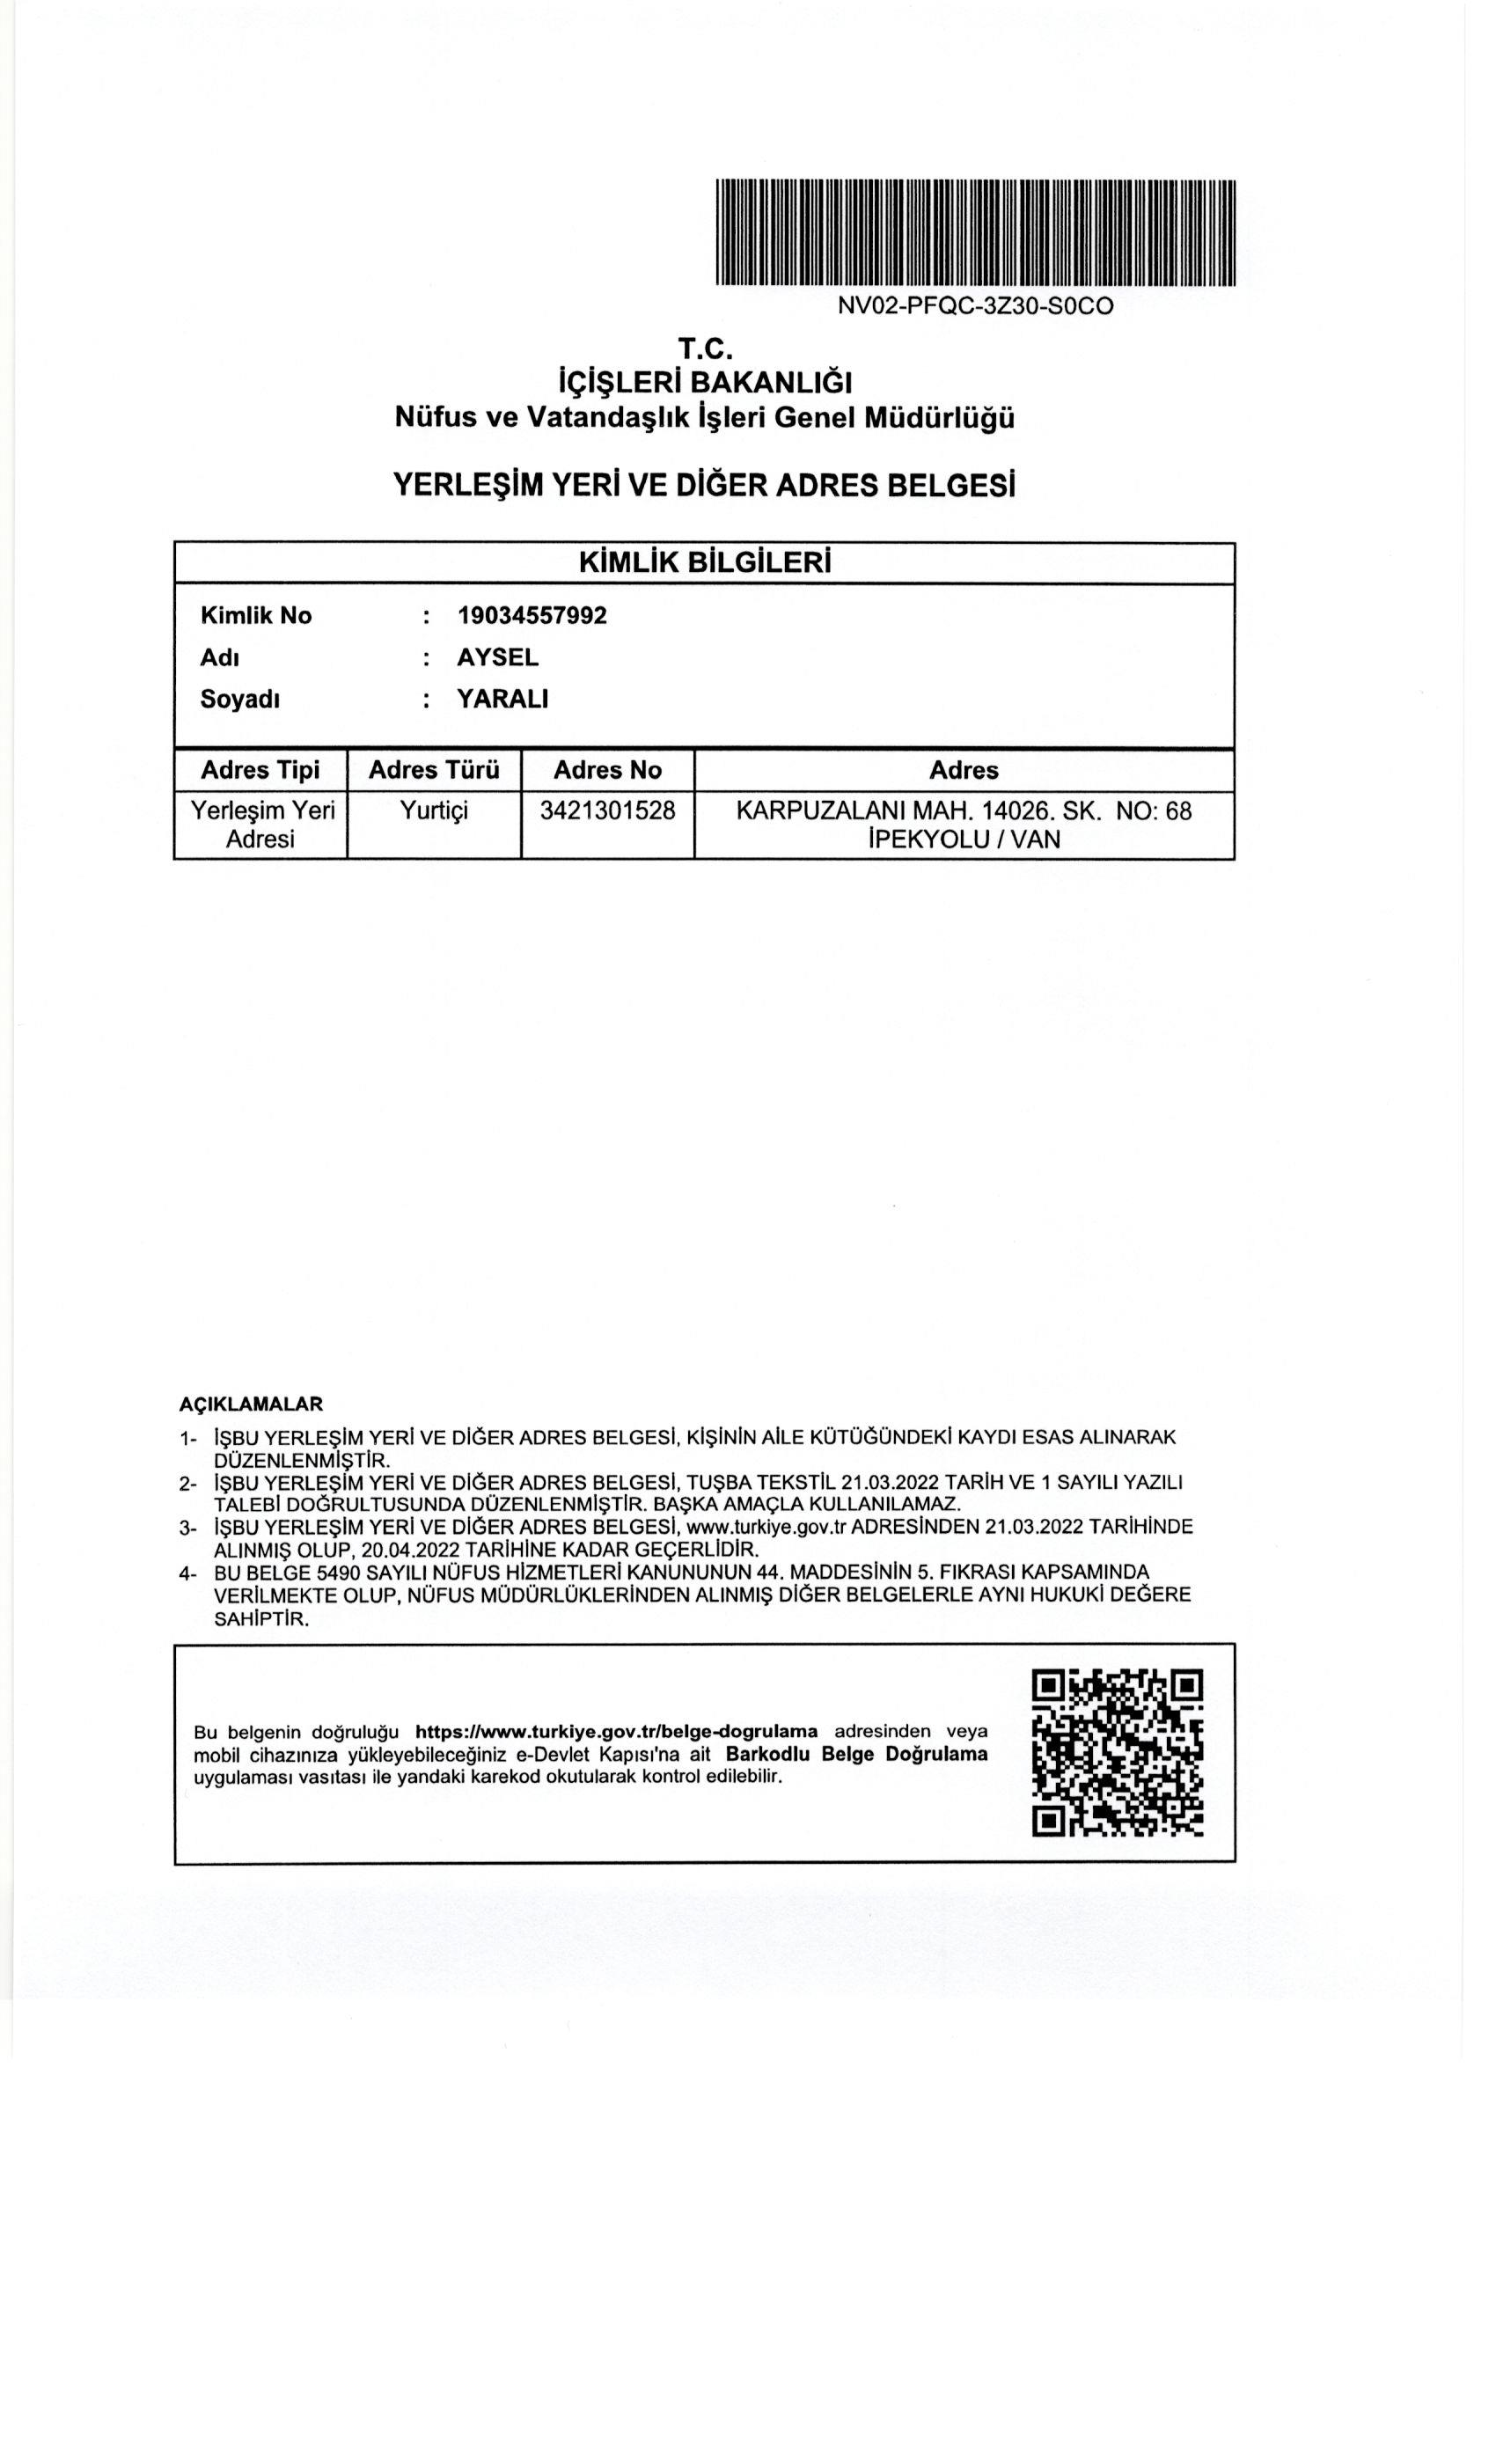 NV02-PFQC-3Z30-S0CO
T.C.
İÇİŞLERİ BAKANLIĞI
Nüfus ve Vatandaşlık İşleri Genel Müdürlüğü
YERLEŞİM YERİ VE DİĞER ADRES BELGESİ
KİMLİK BİLGİLERİ
Kimlik No : 19034557992
Adı : AYSEL
Soyadı : YARALI
Adres Tipi Adres Türü Adres No Adres
Yerleşim Yeri Yurtiçi 3421301528 KARPUZALANI MAH. 14026. SK. NO: 68
Adresi İPEKYOLU / VAN
AÇIKLAMALAR
1- İŞBU YERLEŞİM YERİ VE DİĞER ADRES BELGESİ, KİŞİNİN AİLE KÜTÜĞÜNDEKİ KAYDI ESAS ALINARAK
DÜZENLENMİŞTİR.
2- İŞBU YERLEŞİM YERİ VE DİĞER ADRES BELGESİ, TUŞBA TEKSTİL 21.03.2022 TARİH VE 1 SAYILI YAZILI
TALEBİ DOĞRULTUSUNDA DÜZENLENMİŞTİR. BAŞKA AMAÇLA KULLANILAMAZ.
3- İŞBU YERLEŞİM YERİ VE DİĞER ADRES BELGESİ, www.turkiye.gov.tr ADRESİNDEN 21.03.2022 TARİHİNDE
ALINMIŞ OLUP, 20.04.2022 TARİHİNE KADAR GEÇERLİDİR.
4- BU BELGE 5490 SAYILI NÜFUS HİZMETLERİ KANUNUNUN 44. MADDESİNİN 5. FIKRASI KAPSAMINDA
VERİLMEKTE OLUP, NÜFUS MÜDÜRLÜKLERİNDEN ALINMIŞ DİĞER BELGELERLE AYNI HUKUKİ DEĞERE
SAHİPTİR.
Bu belgenin doğruluğu https://www.turkiye.gov.tr/belge-dogrulama adresinden veya
mobil cihazınıza yükleyebileceğiniz e-Devlet Kapısı'na ait Barkodlu Belge Doğrulama
uygulaması vasıtası ile yandaki karekod okutularak kontrol edilebilir.